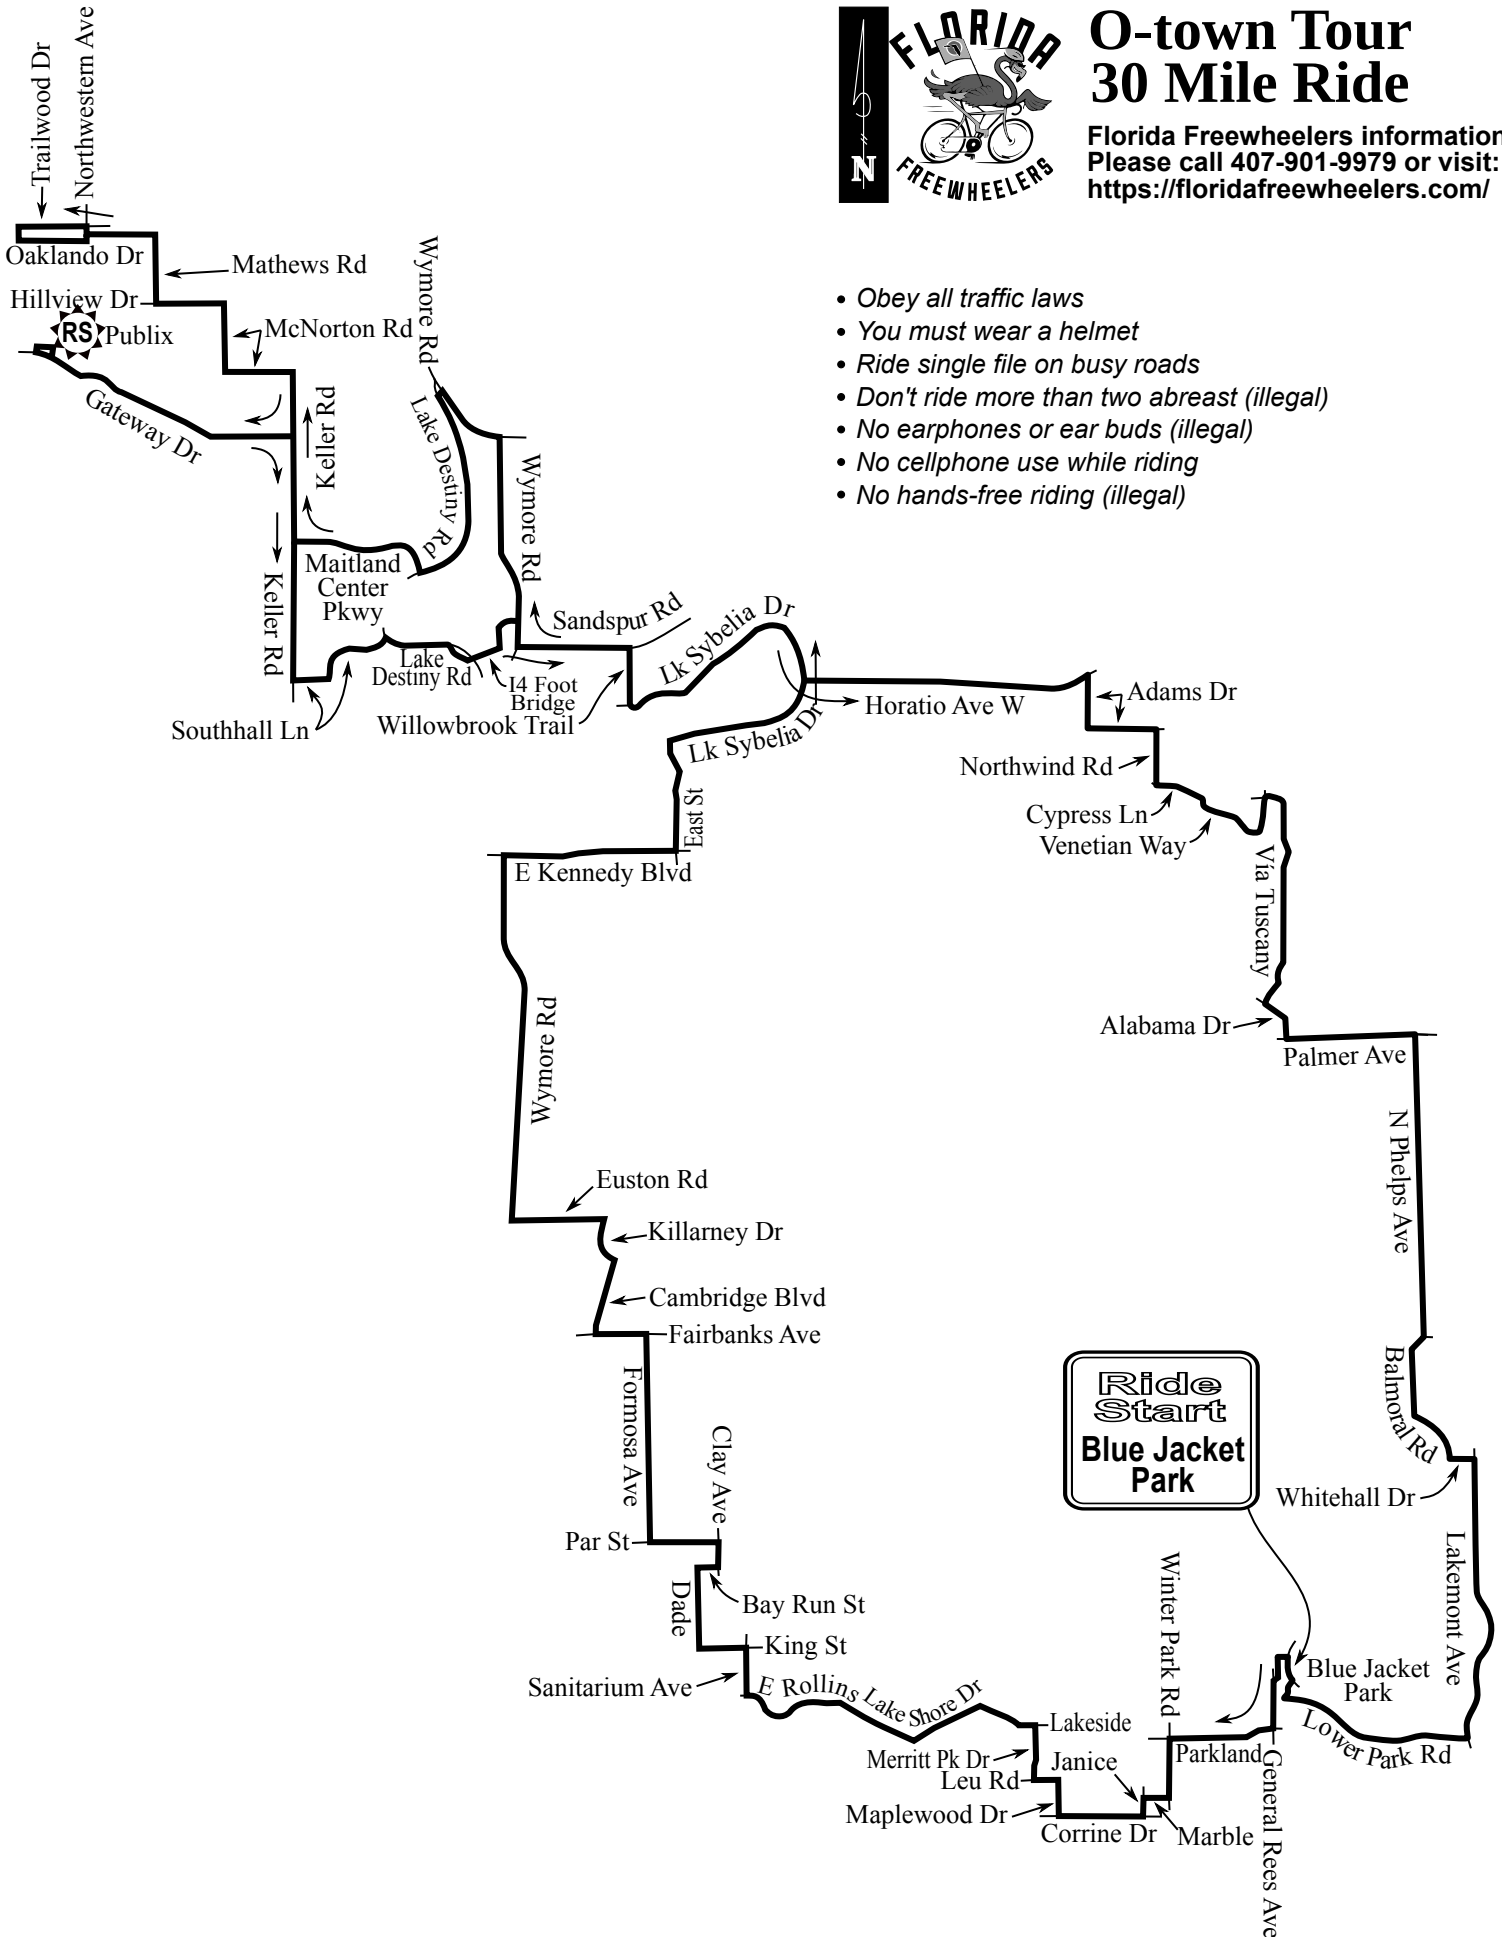 FLORIDA
FREEWHEELERS
N
O-town Tour
30 Mile Ride
Florida Freewheelers information
Please call 407-901-9979 or visit:
https://floridafreewheelers.com/
• Obey all traffic laws
• You must wear a helmet
• Ride single file on busy roads
• Don't ride more than two abreast (illegal)
• No earphones or ear buds (illegal)
• No cellphone use while riding
• No hands-free riding (illegal)
Trailwood Dr
Northwestern Ave
Oaklando Dr
Mathews Rd
Hillview Dr
RS
Publix
McNorton Rd
Wymore Rd
Gateway Dr
Keller Rd
Lake Destiny Rd
Wymore Rd
Maitland
Center
Pkwy
Keller Rd
Sandspur Rd
Lk Sybelia Dr
Lake
Destiny Rd
I4 Foot
Bridge
Southhall Ln
Willowbrook Trail
Lk Sybelia Dr
Horatio Ave W
Adams Dr
Northwind Rd
Cypress Ln
Venetian Way
East St
E Kennedy Blvd
Via Tuscany
Wymore Rd
Alabama Dr
Palmer Ave
N Phelps Ave
Euston Rd
Killarney Dr
Cambridge Blvd
Fairbanks Ave
Formosa Ave
Balmoral Rd
Ride
Start
Blue Jacket
Park
Clay Ave
Whitehall Dr
Par St
Lakemont Ave
Dade
Bay Run St
King St
Winter Park Rd
Sanitarium Ave
E Rollins
Lake Shore Dr
Blue Jacket
Park
Lower Park Rd
Lakeside
Merritt Pk Dr
Janice
Parkland
Leu Rd
General Rees Ave
Maplewood Dr
Corrine Dr
Marble